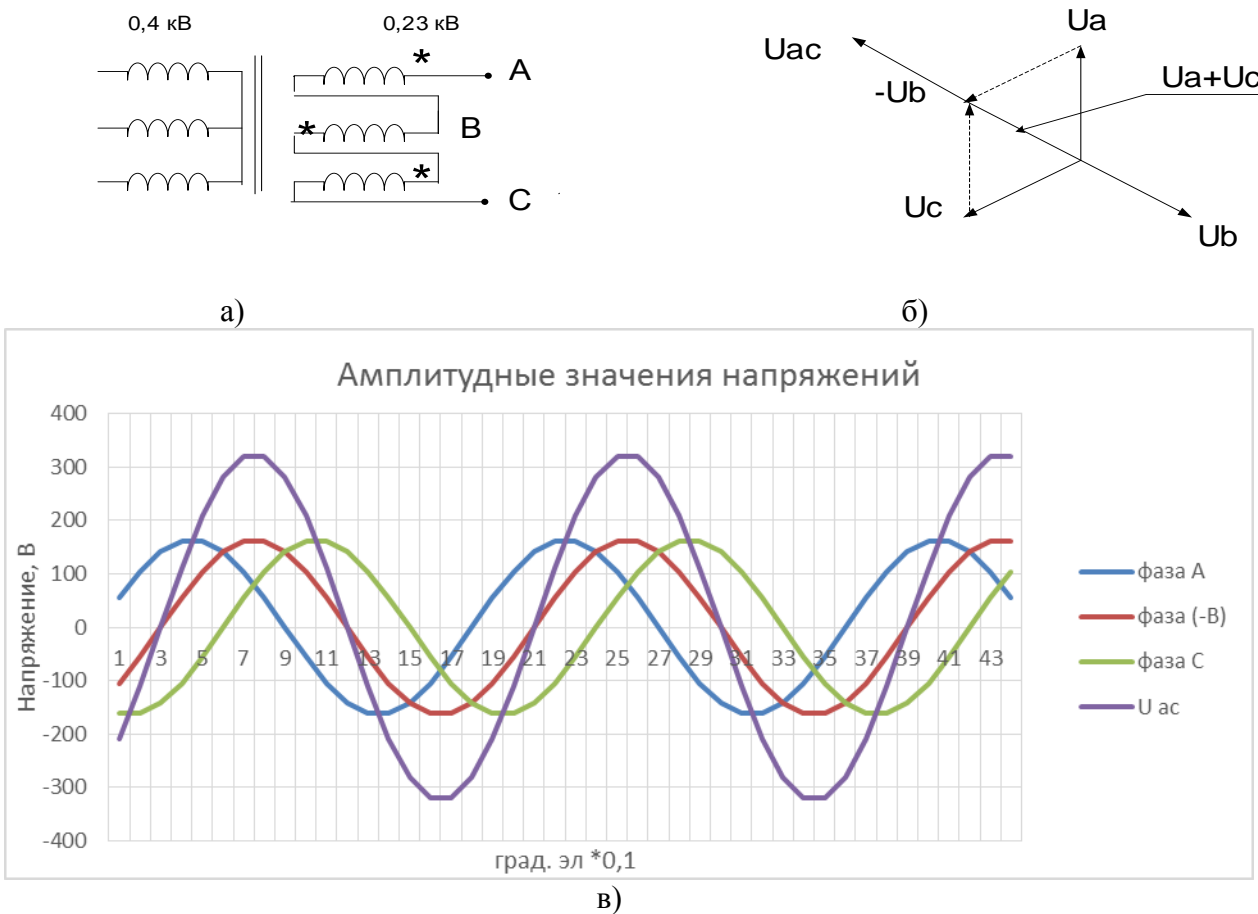 0,4 кВ
0,23 кВ
*
A
*
B
*
C
а)
Uac
-Ub
Ua
Ua+Uc
Uc
Ub
б)
Амплитудные значения напряжений
Напряжение, В
400
300
200
100
0
-100
-200
-300
-400
1 3 5 7 9 11 13 15 17 19 21 23 25 27 29 31 33 35 37 39 41 43
град. эл *0,1
фаза А
фаза (-В)
фаза С
U ac
в)